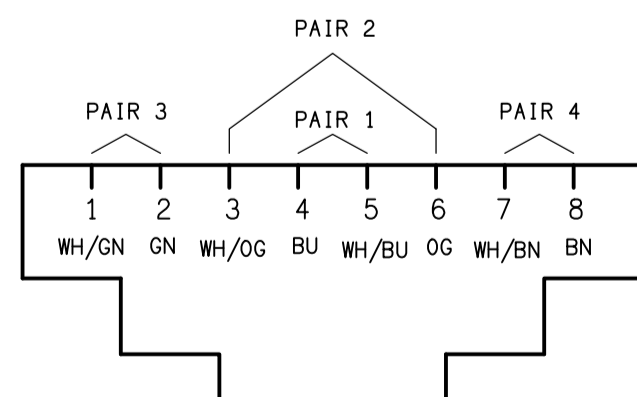 PAIR 2
PAIR 3
PAIR 1
PAIR 4
1 2 3 4 5 6 7 8
WH/GN GN WH/OG BU WH/BU OG WH/BN BN